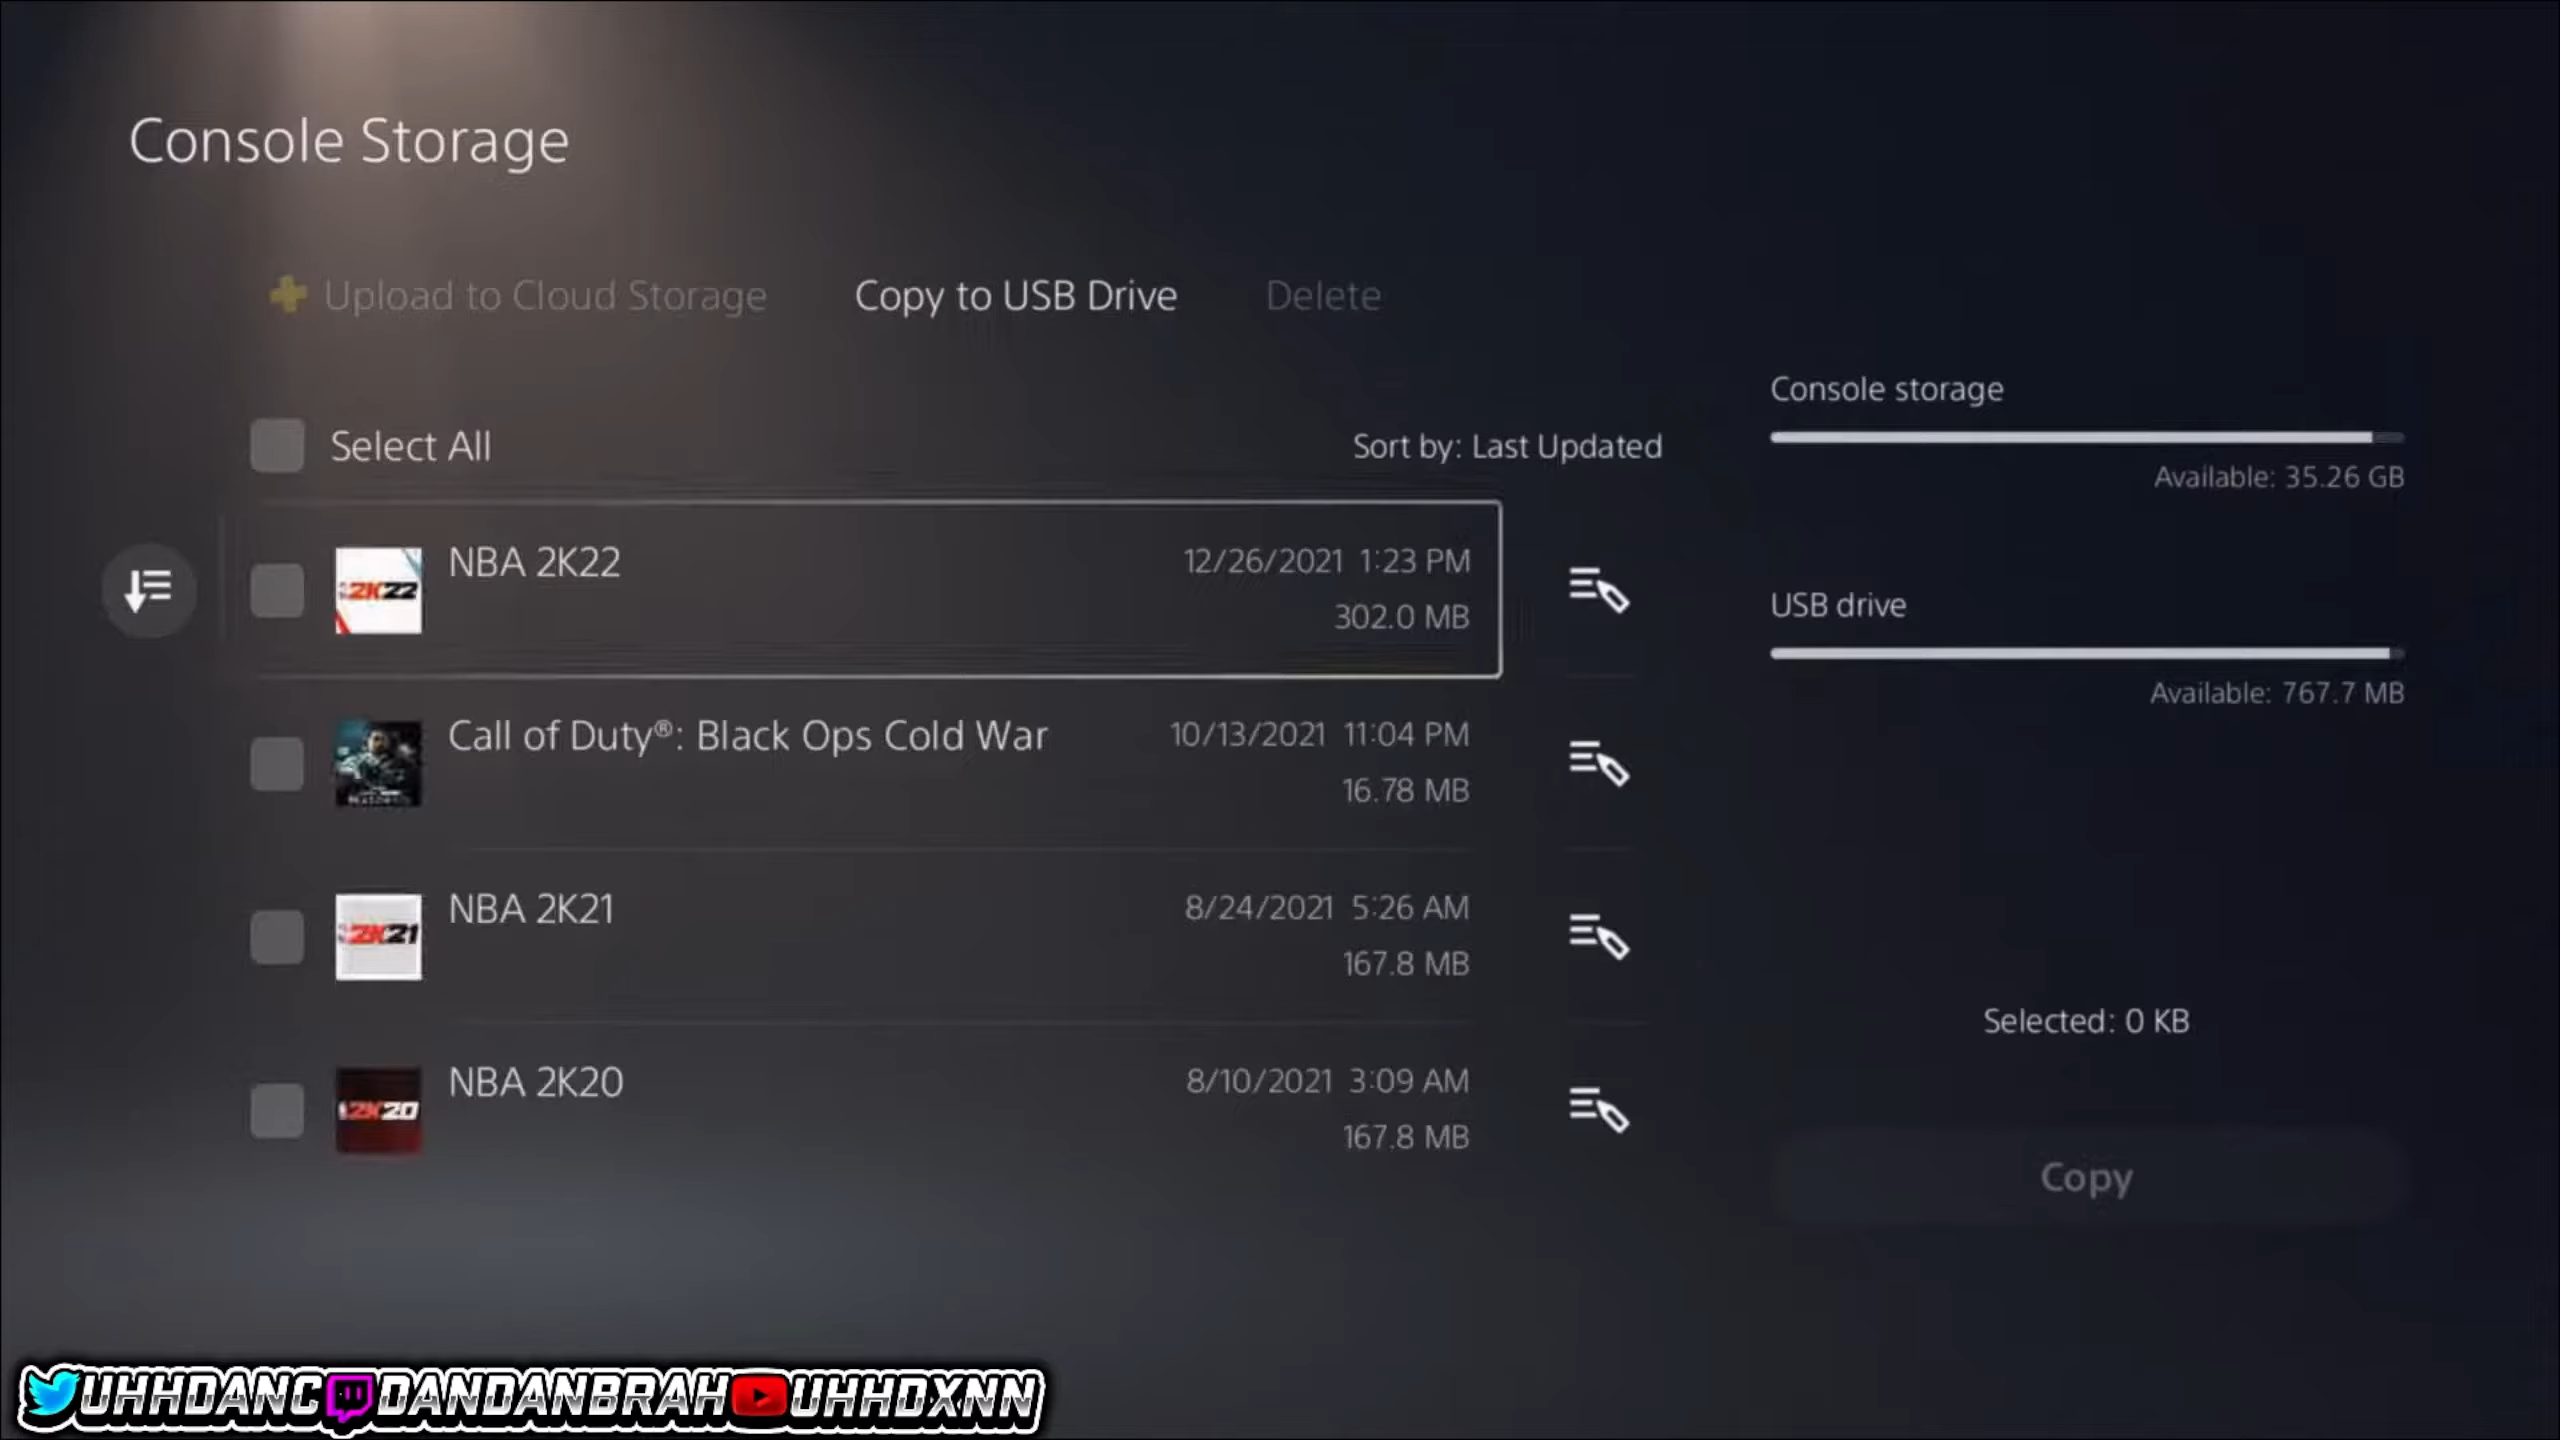 Console Storage
Upload to Cloud Storage Copy to USB Drive Delete
Select All Sort by: Last Updated
NBA 2K22 12/26/2021 1:23 PM
302.0 MB
2K22
Call of Duty®: Black Ops Cold War 10/13/2021 11:04 PM
16.78 MB
NBA 2K21 8/24/2021 5:26 AM
167.8 MB
2K21
NBA 2K20 8/10/2021 3:09 AM
167.8 MB
2K20
Console storage
Available: 35.26 GB
USB drive
Available: 767.7 MB
Selected: 0 KB
Copy
UHHDANC DANDANBRAH UHHDXNN